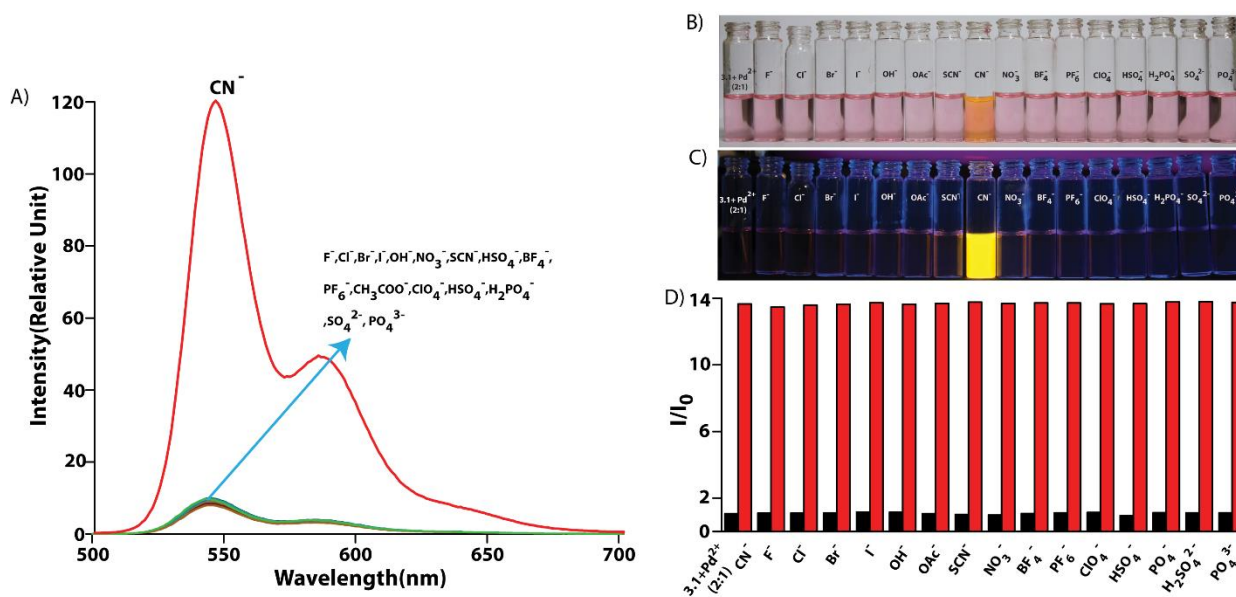 A)
CN⁻
120
100
80
60
40
20
0
Intensity(Relative Unit)
F⁻,Cl⁻,Br⁻,I⁻,OH⁻,NO₃⁻,SCN⁻,HSO₄⁻,BF₄⁻,
PF₆⁻,CH₃COO⁻,ClO₄⁻,HSO₄⁻,H₂PO₄⁻
,SO₄²⁻, PO₄³⁻
500 550 600 650 700
Wavelength(nm)
B)
3.1+Pd²⁺ F⁻ Cl⁻ Br⁻ I⁻ OH⁻ OAc⁻ SCN⁻ CN⁻ NO₃⁻ BF₄⁻ PF₆⁻ ClO₄⁻ HSO₄⁻ H₂PO₄⁻ SO₄²⁻ PO₄³⁻
(2:1)
C)
3.1+Pd²⁺ F⁻ Cl⁻ Br⁻ I⁻ OH⁻ OAc⁻ SCN⁻ CN⁻ NO₃⁻ BF₄⁻ PF₆⁻ ClO₄⁻ HSO₄⁻ H₂PO₄⁻ SO₄²⁻ PO₄
(2:1)
D)
14
10
6
2
0
I/I₀
3.1+Pd²⁺
(2:1) CN⁻ F⁻ Cl⁻ Br⁻ I⁻ OH⁻ OAc⁻ SCN⁻ NO₃⁻ BF₄⁻ PF₆⁻ ClO₄⁻ HSO₄⁻ PO₄⁻ H₂SO₄²⁻ PO₄³⁻